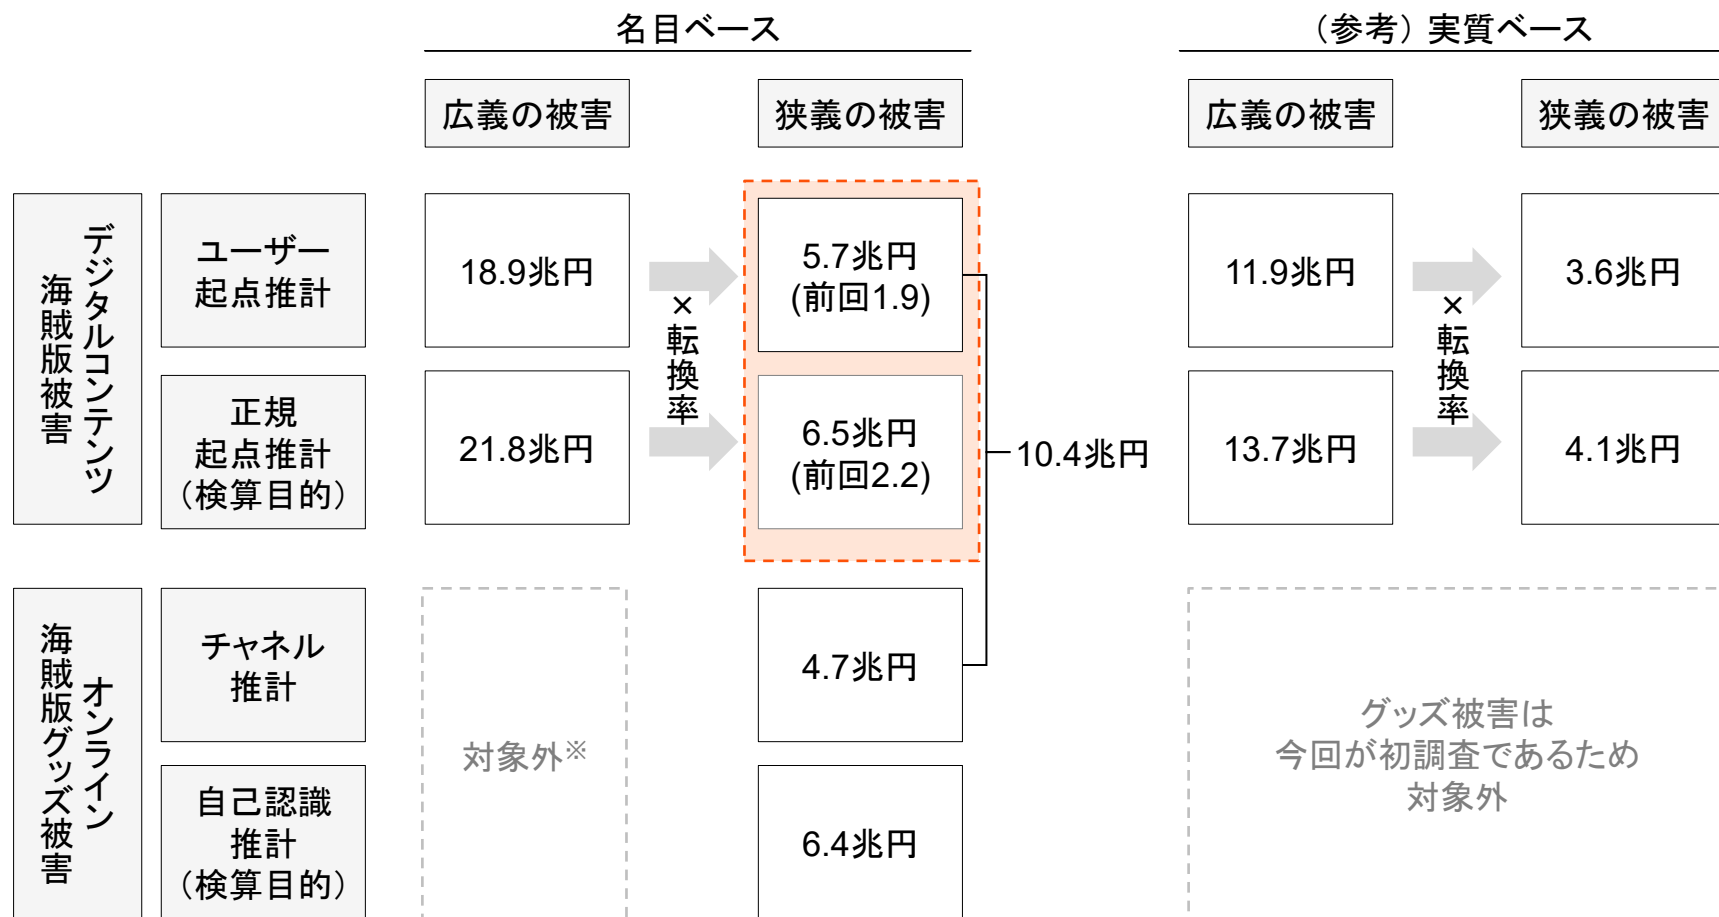 名目ベース
（参考）実質ベース
広義の被害
狭義の被害
広義の被害
狭義の被害
デジタルコンテンツ
海賊版被害
ユーザー
起点推計
18.9兆円
5.7兆円
(前回1.9)
11.9兆円
3.6兆円
×転換率
×転換率
正規
起点推計
（検算目的）
21.8兆円
6.5兆円
(前回2.2)
10.4兆円
13.7兆円
4.1兆円
オンライン
海賊版グッズ被害
チャネル
推計
対象外※
4.7兆円
グッズ被害は
今回が初調査であるため
対象外
自己認識
推計
（検算目的）
6.4兆円